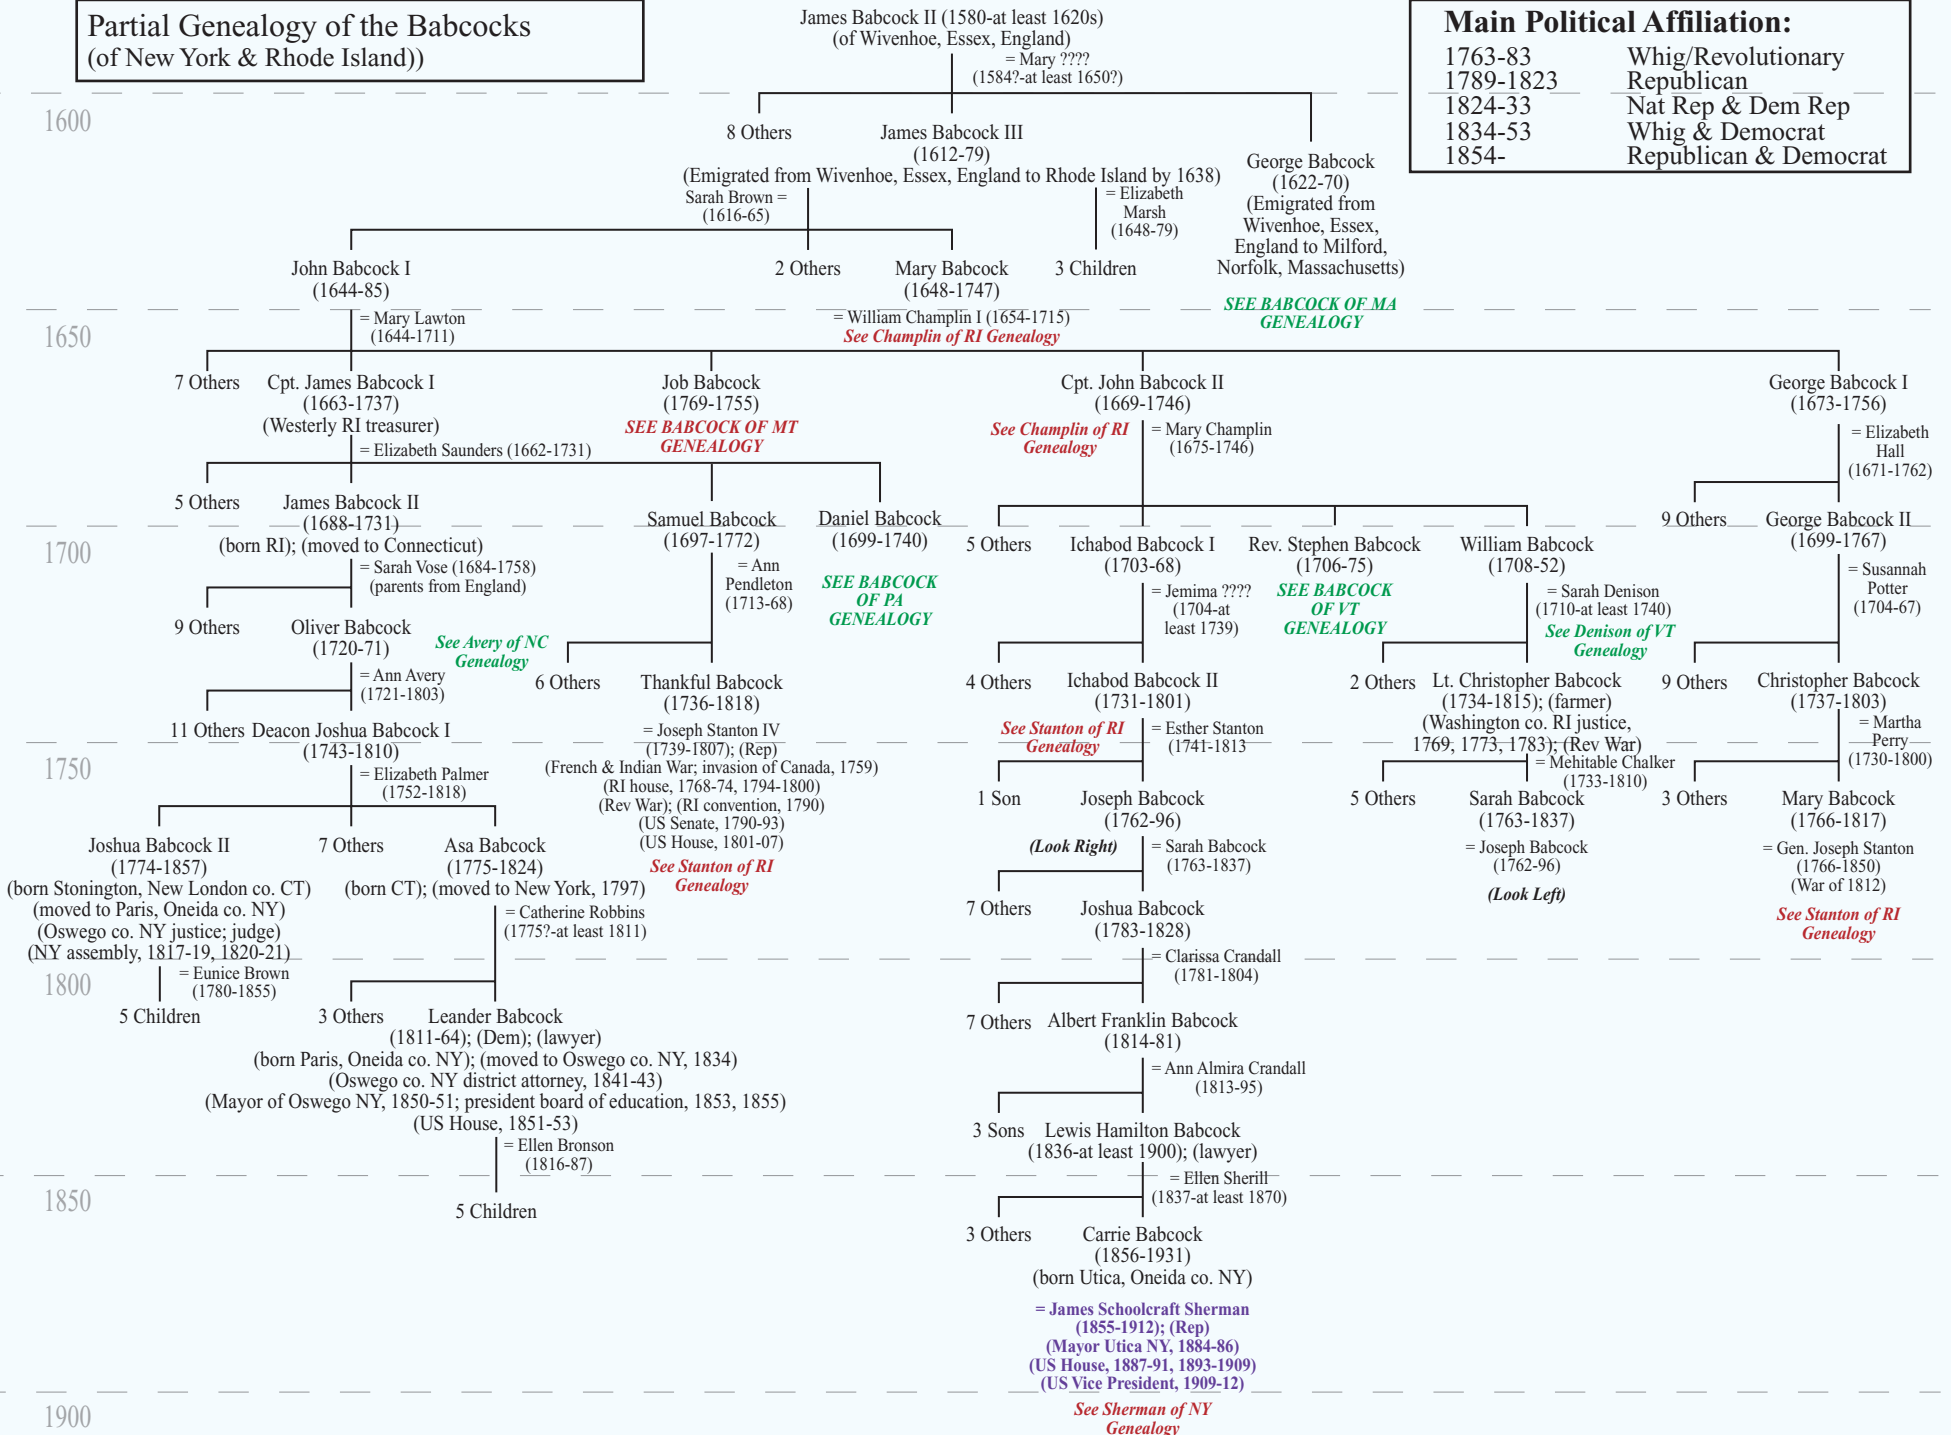 Partial Genealogy of the Babcocks
(of New York & Rhode Island))
James Babcock II (1580-at least 1620s)
(of Wivenhoe, Essex, England)
= Mary ????
(1584?-at least 1650?)
Main Political Affiliation:
1763-83 Whig/Revolutionary
1789-1823 Republican
1824-33 Nat Rep & Dem Rep
1834-53 Whig & Democrat
1854- Republican & Democrat
1600
8 Others
James Babcock III
(1612-79)
(Emigrated from Wivenhoe, Essex, England to Rhode Island by 1638)
George Babcock
(1622-70)
(Emigrated from
Wivenhoe, Essex,
England to Milford,
Norfolk, Massachusetts)
SEE BABCOCK OF MA
GENEALOGY
Sarah Brown =
(1616-65)
= Elizabeth
Marsh
(1648-79)
John Babcock I
(1644-85)
2 Others
Mary Babcock
(1648-1747)
3 Children
= Mary Lawton
(1644-1711)
= William Champlin I (1654-1715)
See Champlin of RI Genealogy
1650
7 Others
Cpt. James Babcock I
(1663-1737)
(Westerly RI treasurer)
= Elizabeth Saunders (1662-1731)
Job Babcock
(1769-1755)
SEE BABCOCK OF MT
GENEALOGY
Cpt. John Babcock II
(1669-1746)
See Champlin of RI
Genealogy
= Mary Champlin
(1675-1746)
George Babcock I
(1673-1756)
= Elizabeth
Hall
(1671-1762)
5 Others
James Babcock II
(1688-1731)
(born RI); (moved to Connecticut)
= Sarah Vose (1684-1758)
(parents from England)
Samuel Babcock
(1697-1772)
= Ann
Pendleton
(1713-68)
Daniel Babcock
(1699-1740)
SEE BABCOCK
OF PA
GENEALOGY
1700
5 Others
Ichabod Babcock I
(1703-68)
= Jemima ????
(1704-at
least 1739)
Rev. Stephen Babcock
(1706-75)
SEE BABCOCK
OF VT
GENEALOGY
William Babcock
(1708-52)
= Sarah Denison
(1710-at least 1740)
See Denison of VT
Genealogy
9 Others
George Babcock II
(1699-1767)
= Susannah
Potter
(1704-67)
9 Others
Oliver Babcock
(1720-71)
See Avery of NC
Genealogy
= Ann Avery
(1721-1803)
6 Others
Thankful Babcock
(1736-1818)
= Joseph Stanton IV
(1739-1807); (Rep)
(French & Indian War; invasion of Canada, 1759)
(RI house, 1768-74, 1794-1800)
(Rev War); (RI convention, 1790)
(US Senate, 1790-93)
(US House, 1801-07)
See Stanton of RI
Genealogy
4 Others
Ichabod Babcock II
(1731-1801)
See Stanton of RI
Genealogy
= Esther Stanton
(1741-1813
2 Others
Lt. Christopher Babcock
(1734-1815); (farmer)
(Washington co. RI justice,
1769, 1773, 1783); (Rev War)
= Mehitable Chalker
(1733-1810)
9 Others
Christopher Babcock
(1737-1803)
= Martha
Perry
(1730-1800)
11 Others
Deacon Joshua Babcock I
(1743-1810)
= Elizabeth Palmer
(1752-1818)
1750
1 Son
Joseph Babcock
(1762-96)
(Look Right)
= Sarah Babcock
(1763-1837)
5 Others
Sarah Babcock
(1763-1837)
= Joseph Babcock
(1762-96)
(Look Left)
3 Others
Mary Babcock
(1766-1817)
= Gen. Joseph Stanton
(1766-1850)
(War of 1812)
See Stanton of RI
Genealogy
Joshua Babcock II
(1774-1857)
(born Stonington, New London co. CT)
(moved to Paris, Oneida co. NY)
(Oswego co. NY justice; judge)
(NY assembly, 1817-19, 1820-21)
= Eunice Brown
(1780-1855)
5 Children
7 Others
Asa Babcock
(1775-1824)
(born CT); (moved to New York, 1797)
= Catherine Robbins
(1775?-at least 1811)
7 Others
Joshua Babcock
(1783-1828)
= Clarissa Crandall
(1781-1804)
1800
3 Others
Leander Babcock
(1811-64); (Dem); (lawyer)
(born Paris, Oneida co. NY); (moved to Oswego co. NY, 1834)
(Oswego co. NY district attorney, 1841-43)
(Mayor of Oswego NY, 1850-51; president board of education, 1853, 1855)
(US House, 1851-53)
= Ellen Bronson
(1816-87)
5 Children
7 Others
Albert Franklin Babcock
(1814-81)
= Ann Almira Crandall
(1813-95)
3 Sons
Lewis Hamilton Babcock
(1836-at least 1900); (lawyer)
= Ellen Sherill
(1837-at least 1870)
1850
3 Others
Carrie Babcock
(1856-1931)
(born Utica, Oneida co. NY)
= James Schoolcraft Sherman
(1855-1912); (Rep)
(Mayor Utica NY, 1884-86)
(US House, 1887-91, 1893-1909)
(US Vice President, 1909-12)
See Sherman of NY
Genealogy
1900